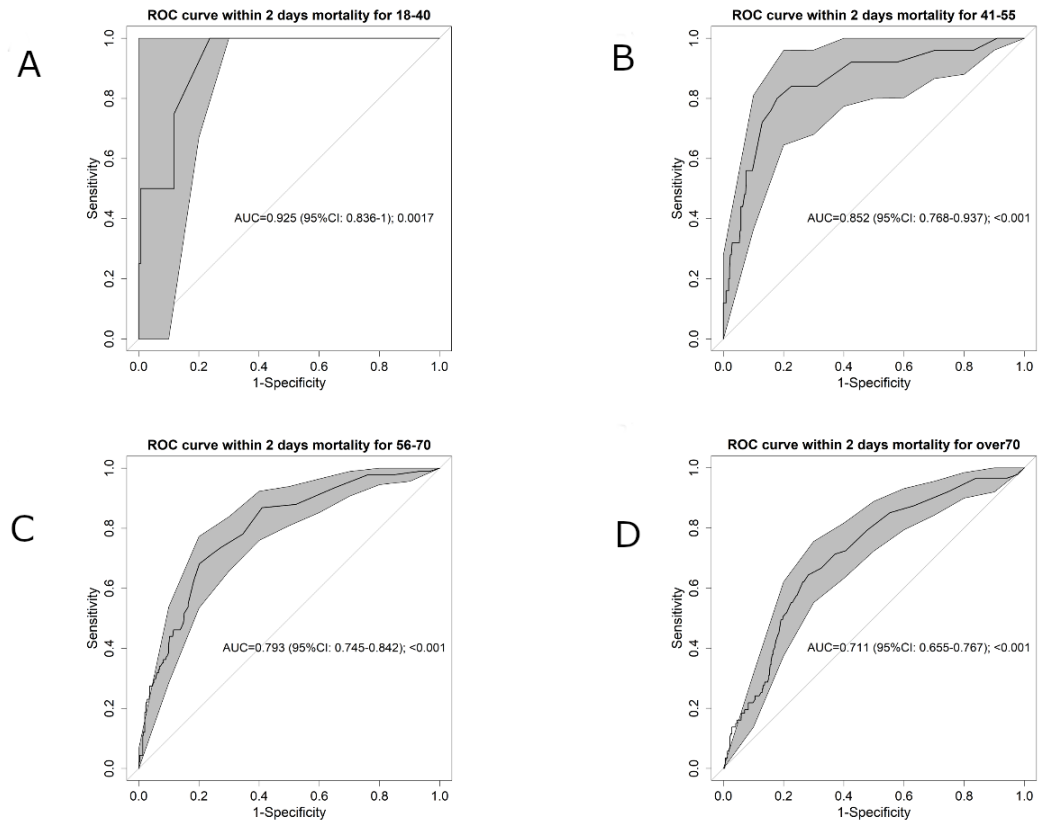 A
ROC curve within 2 days mortality for 18-40
1.0
0.8
0.6
0.4
0.2
0.0
Sensitivity
AUC=0.925 (95%CI: 0.836-1); 0.0017
0.0 0.2 0.4 0.6 0.8 1.0
1-Specificity
B
ROC curve within 2 days mortality for 41-55
1.0
0.8
0.6
0.4
0.2
0.0
Sensitivity
AUC=0.852 (95%CI: 0.768-0.937); <0.001
0.0 0.2 0.4 0.6 0.8 1.0
1-Specificity
C
ROC curve within 2 days mortality for 56-70
1.0
0.8
0.6
0.4
0.2
0.0
Sensitivity
AUC=0.793 (95%CI: 0.745-0.842); <0.001
0.0 0.2 0.4 0.6 0.8 1.0
1-Specificity
D
ROC curve within 2 days mortality for over70
1.0
0.8
0.6
0.4
0.2
0.0
Sensitivity
AUC=0.711 (95%CI: 0.655-0.767); <0.001
0.0 0.2 0.4 0.6 0.8 1.0
1-Specificity